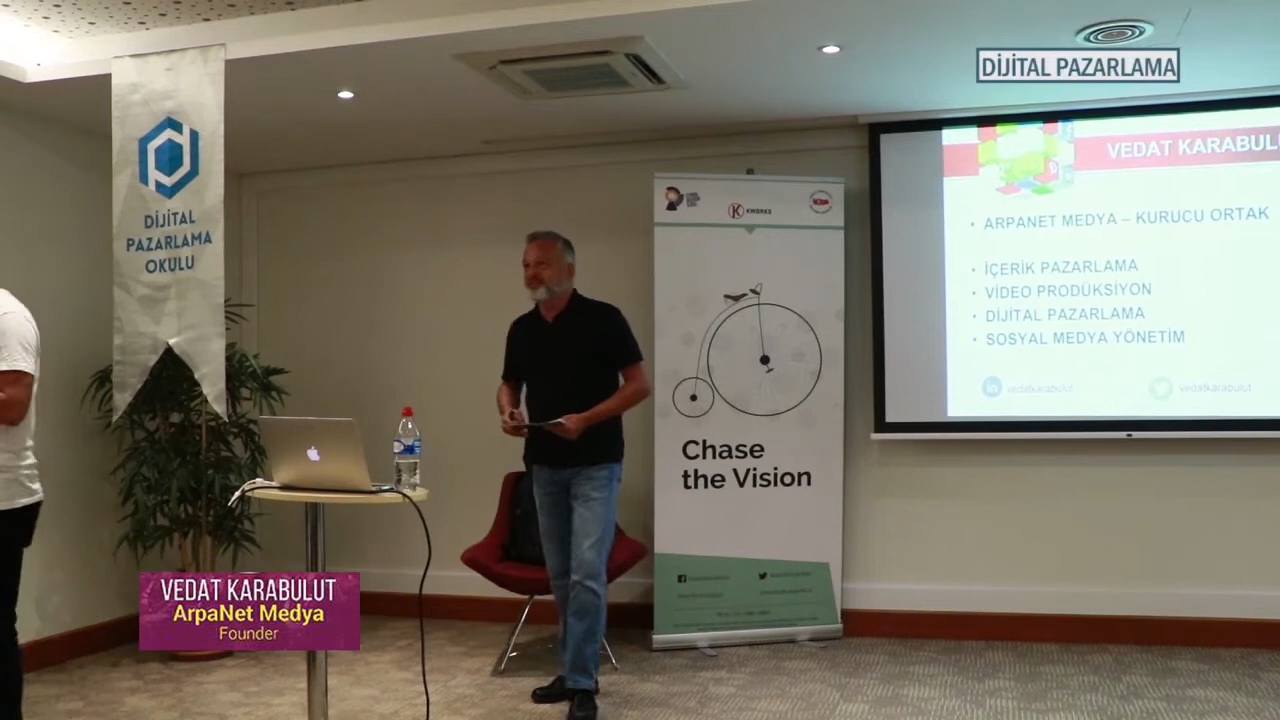 DİJİTAL PAZARLAMA
DİJİTAL
PAZARLAMA
OKULU
KWORKS
Chase
the Vision
VEDAT KARABULU
• ARPANET MEDYA – KURUCU ORTAK
• İÇERİK PAZARLAMA
• VİDEO PRODÜKSİYON
• DİJİTAL PAZARLAMA
• SOSYAL MEDYA YÖNETİM
in vedatkarabulut
vedatkarabulut
VEDAT KARABULUT
ArpaNet Medya
Founder